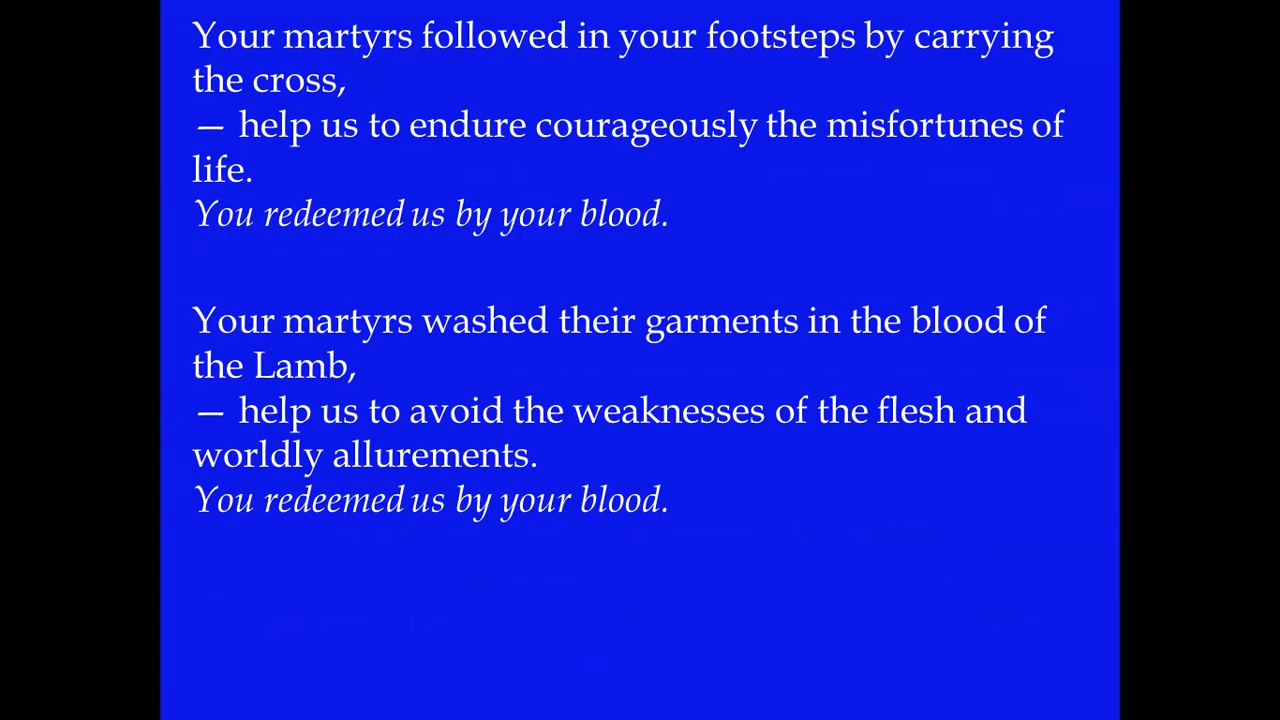 Your martyrs followed in your footsteps by carrying
the cross,
— help us to endure courageously the misfortunes of
life.
You redeemed us by your blood.
Your martyrs washed their garments in the blood of
the Lamb,
— help us to avoid the weaknesses of the flesh and
worldly allurements.
You redeemed us by your blood.